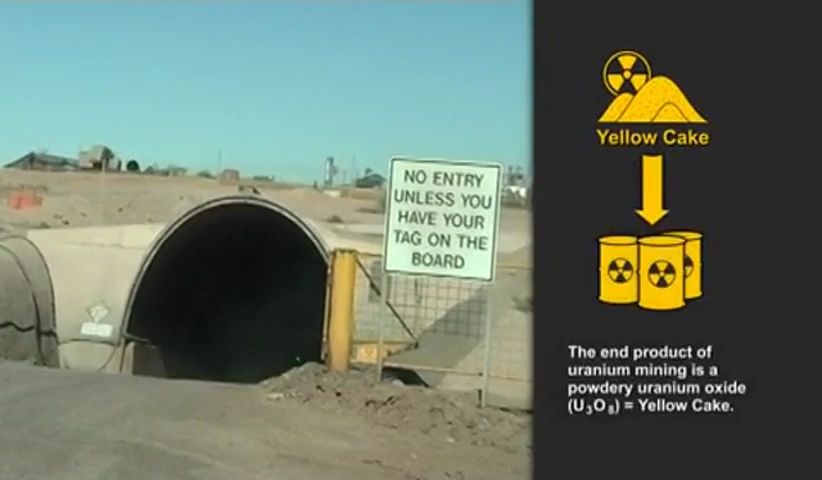 NO ENTRY
UNLESS YOU
HAVE YOUR
TAG ON THE
BOARD
Yellow Cake
The end product of
uranium mining is a
powdery uranium oxide
(U₃O₈) = Yellow Cake.